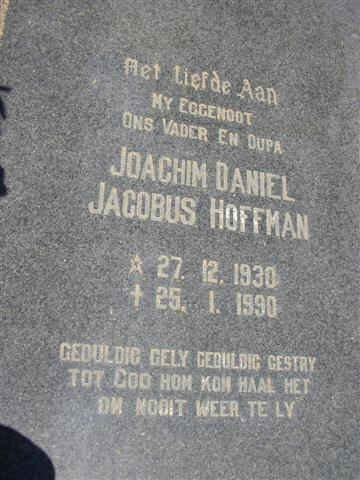 Met Liefde Aan
My Eggenoot
Ons Vader En Oupa
Joachim Daniel
Jacobus Hoffman
☆ 27. 12. 1930
✝ 25. 1. 1990
Geduldig gely geduldig gestry
Tot God hom kom haal het
Om nooit weer te ly